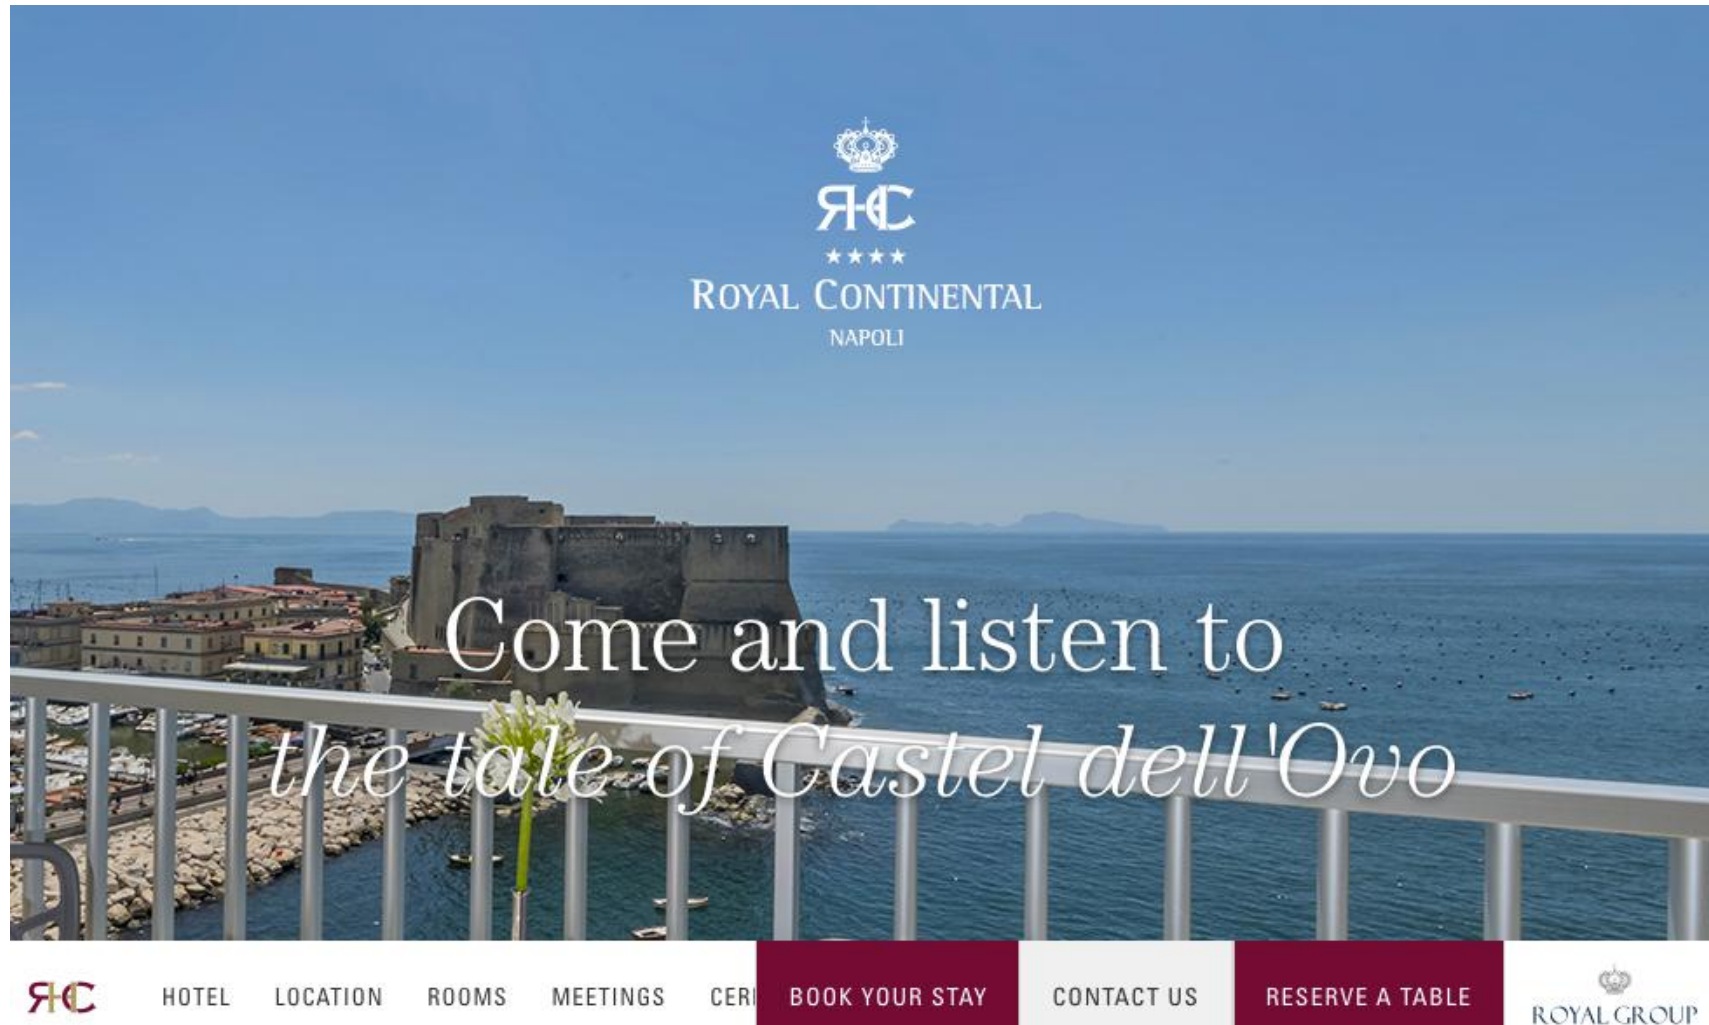 RHC
★★★★
ROYAL CONTINENTAL
NAPOLI
Come and listen to
the tale of Castel dell'Ovo
RHC HOTEL LOCATION ROOMS MEETINGS CERI BOOK YOUR STAY CONTACT US RESERVE A TABLE ROYAL GROUP